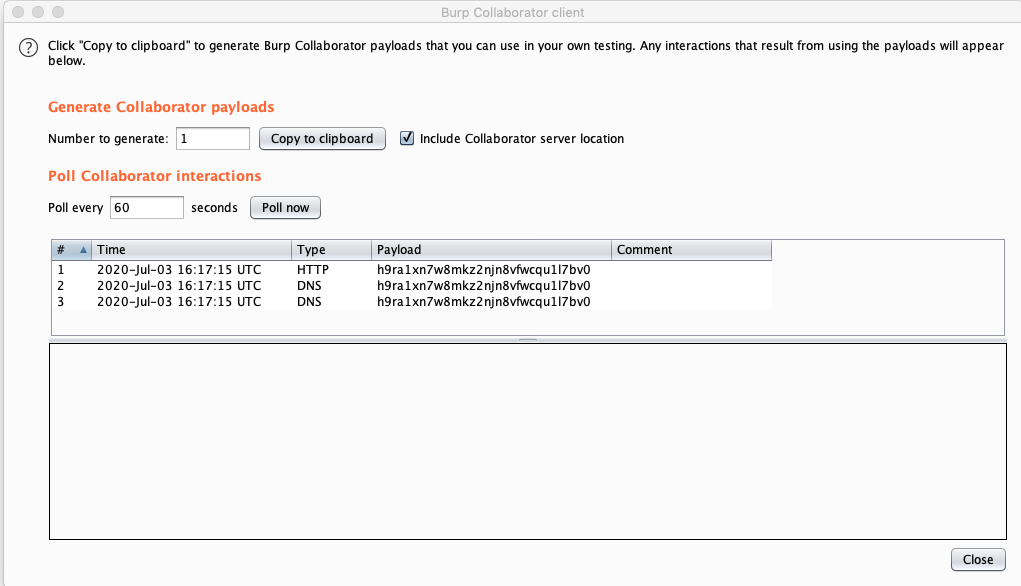 Burp Collaborator client
? Click "Copy to clipboard" to generate Burp Collaborator payloads that you can use in your own testing. Any interactions that result from using the payloads will appear
below.
Generate Collaborator payloads
Number to generate: 1 Copy to clipboard Include Collaborator server location
Poll Collaborator interactions
Poll every 60 seconds Poll now
# Time Type Payload Comment
1 2020-Jul-03 16:17:15 UTC HTTP h9ra1xn7w8mkz2njn8vfwcqu1l7bv0
2 2020-Jul-03 16:17:15 UTC DNS h9ra1xn7w8mkz2njn8vfwcqu1l7bv0
3 2020-Jul-03 16:17:15 UTC DNS h9ra1xn7w8mkz2njn8vfwcqu1l7bv0
Close